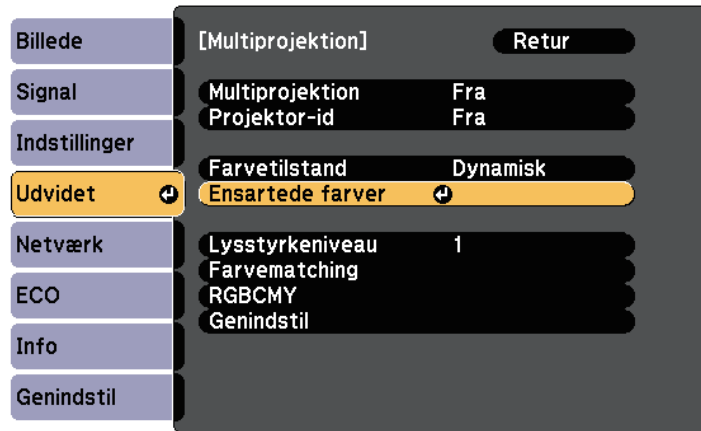 Billede
Signal
Indstillinger
Udvidet
Netværk
ECO
Info
Genindstil
[Multiprojektion] Retur
Multiprojektion Fra
Projektor-id Fra
Farvetilstand Dynamisk
Ensartede farver
Lysstyrkeniveau 1
Farvematching
RGBCMY
Genindstil